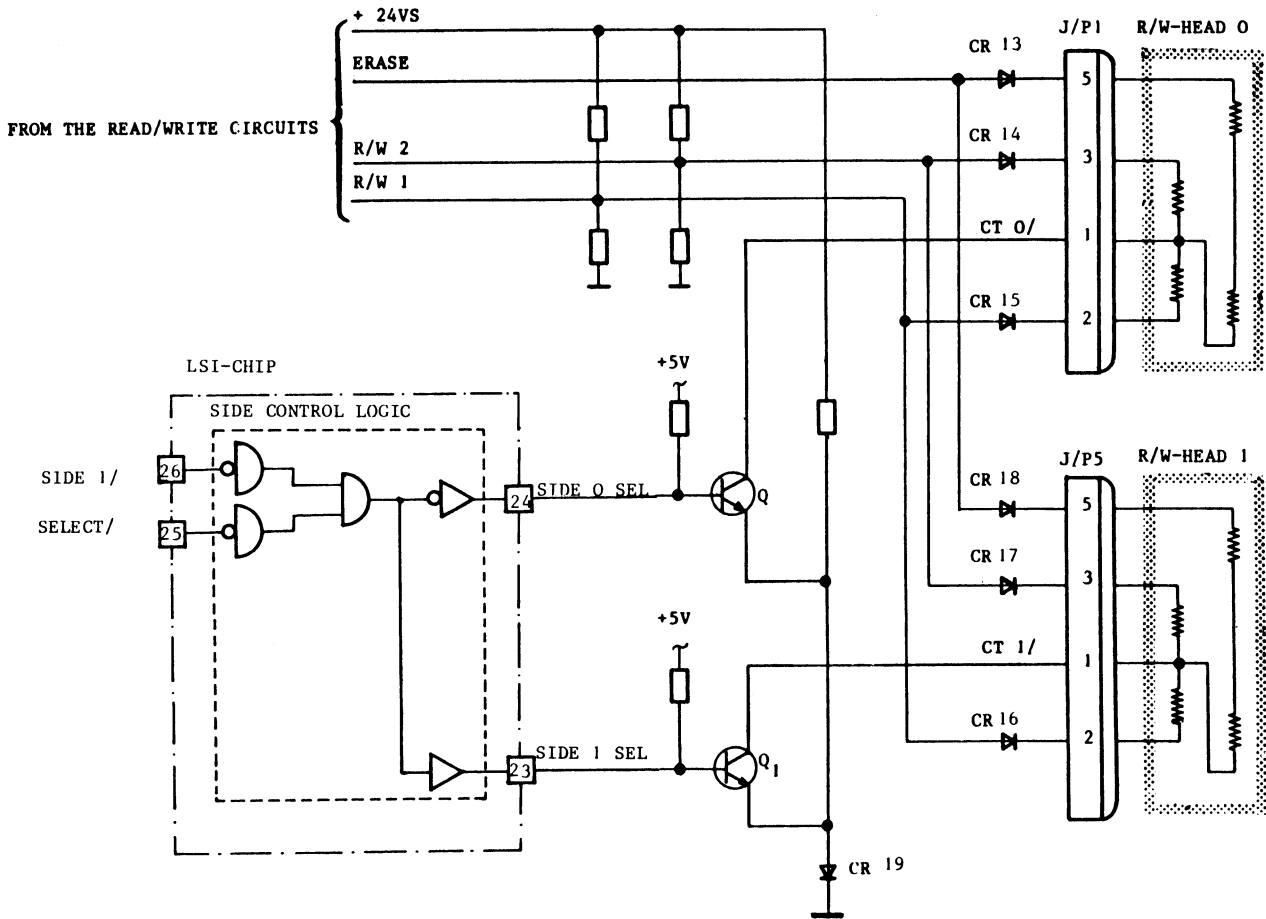 + 24VS
ERASE
FROM THE READ/WRITE CIRCUITS
R/W 2
R/W 1
CR 13
CR 14
CT 0/
CR 15
J/P1
R/W-HEAD 0
5
3
1
2
LSI-CHIP
SIDE CONTROL LOGIC
26
SIDE 1/
SELECT/
25
24
SIDE 0 SEL
+5V
Q
+5V
23
SIDE 1 SEL
Q1
CR 19
CR 18
CR 17
CT 1/
CR 16
J/P5
R/W-HEAD 1
5
3
1
2